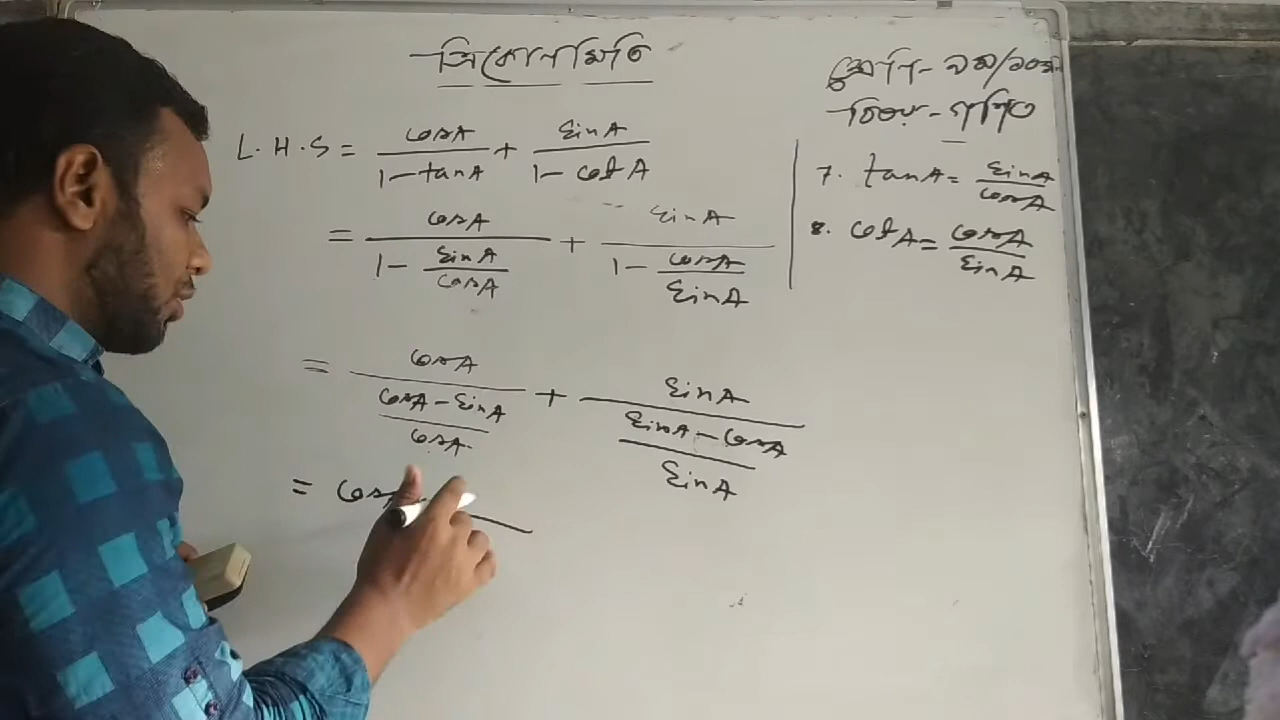 ত্রিকোণমিতি
শ্রেণি- ৯ম/১০ম
বিষয় - গণিত
L.H.S = cosA / 1-tanA + sinA / 1-cotA
= cosA / 1 - sinA/cosA + sinA / 1 - cosA/sinA
= cosA / cosA-sinA/cosA + sinA / sinA-cosA/sinA
= cosA
7. tanA = sinA/cosA
8. cotA = cosA/sinA